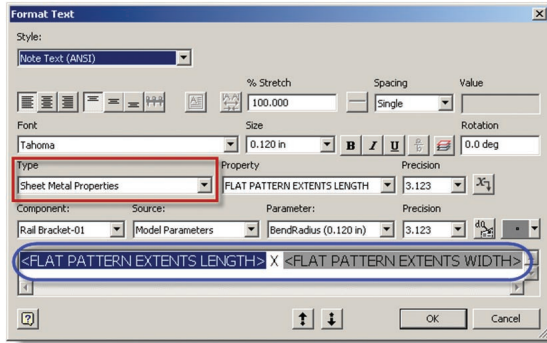 Format Text
Style:
Note Text (ANSI)
% Stretch Spacing Value
100.000 Single
Font Size Rotation
Tahoma 0.120 in B I U 0.0 deg
Type Property Precision
Sheet Metal Properties FLAT PATTERN EXTENTS LENGTH 3.123
Component: Source: Parameter: Precision
Rail Bracket-01 Model Parameters BendRadius (0.120 in) 3.123
<FLAT PATTERN EXTENTS LENGTH> X <FLAT PATTERN EXTENTS WIDTH>
OK Cancel